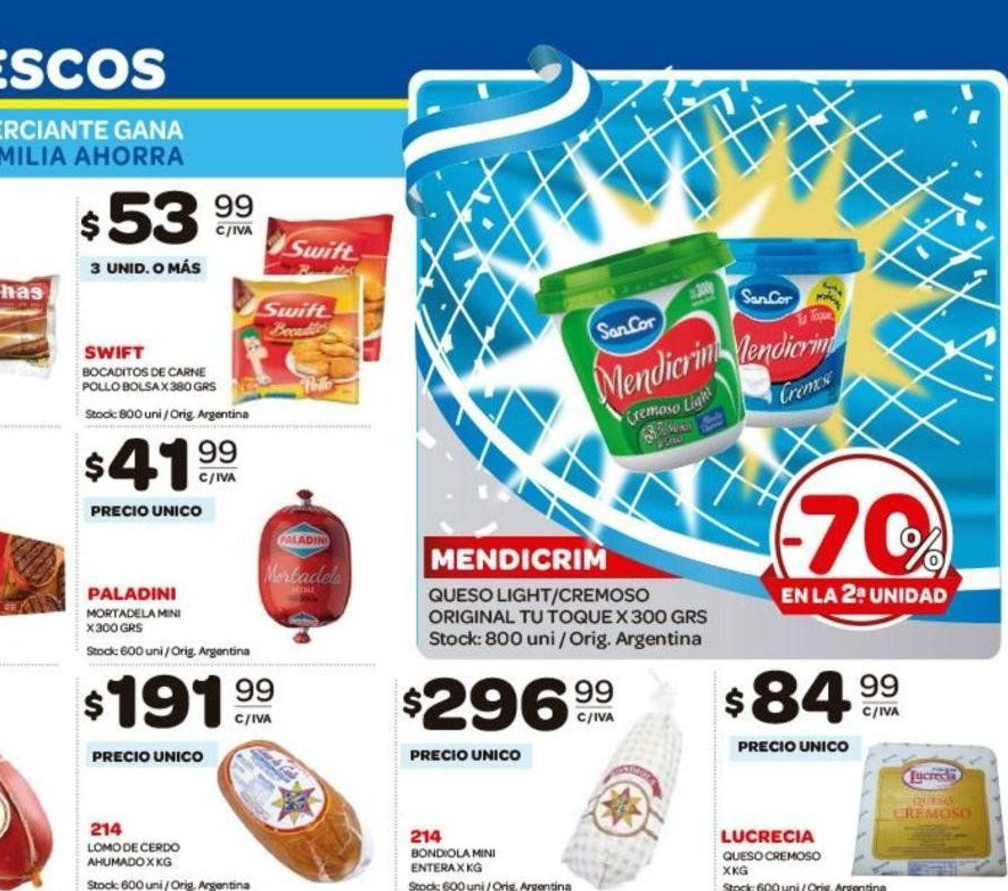 ESCOS
ERCIANTE GANA
MILIA AHORRA
$53 99
C/IVA
3 UNID. O MÁS
SWIFT
BOCADITOS DE CARNE
POLLO BOLSA X 380 GRS
Stock: 800 uni / Orig. Argentina
Swift
Swift
Bocaditos
Pollo
nas
$41 99
C/IVA
PRECIO UNICO
PALADINI
MORTADELA MINI
X 300 GRS
Stock: 600 uni / Orig. Argentina
PALADINI
Mortadela
MINI
SanCor
Mendicrim
Cremoso Light
300g
SanCor
Tu Toque
Mendicrim
Cremoso
MENDICRIM
QUESO LIGHT/CREMOSO
ORIGINAL TU TOQUE X 300 GRS
Stock: 800 uni / Orig. Argentina
-70%
EN LA 2ª UNIDAD
$191 99
C/IVA
PRECIO UNICO
214
LOMO DE CERDO
AHUMADO X KG
Stock: 600 uni / Orig. Argentina
$296 99
C/IVA
PRECIO UNICO
214
BONDIOLA MINI
ENTERA X KG
Stock: 600 uni / Orig. Argentina
BONDIOLA
$84 99
C/IVA
PRECIO UNICO
LUCRECIA
QUESO CREMOSO
X KG
Stock: 600 uni / Orig. Argentina
Lucrecia
QUESO
CREMOSO